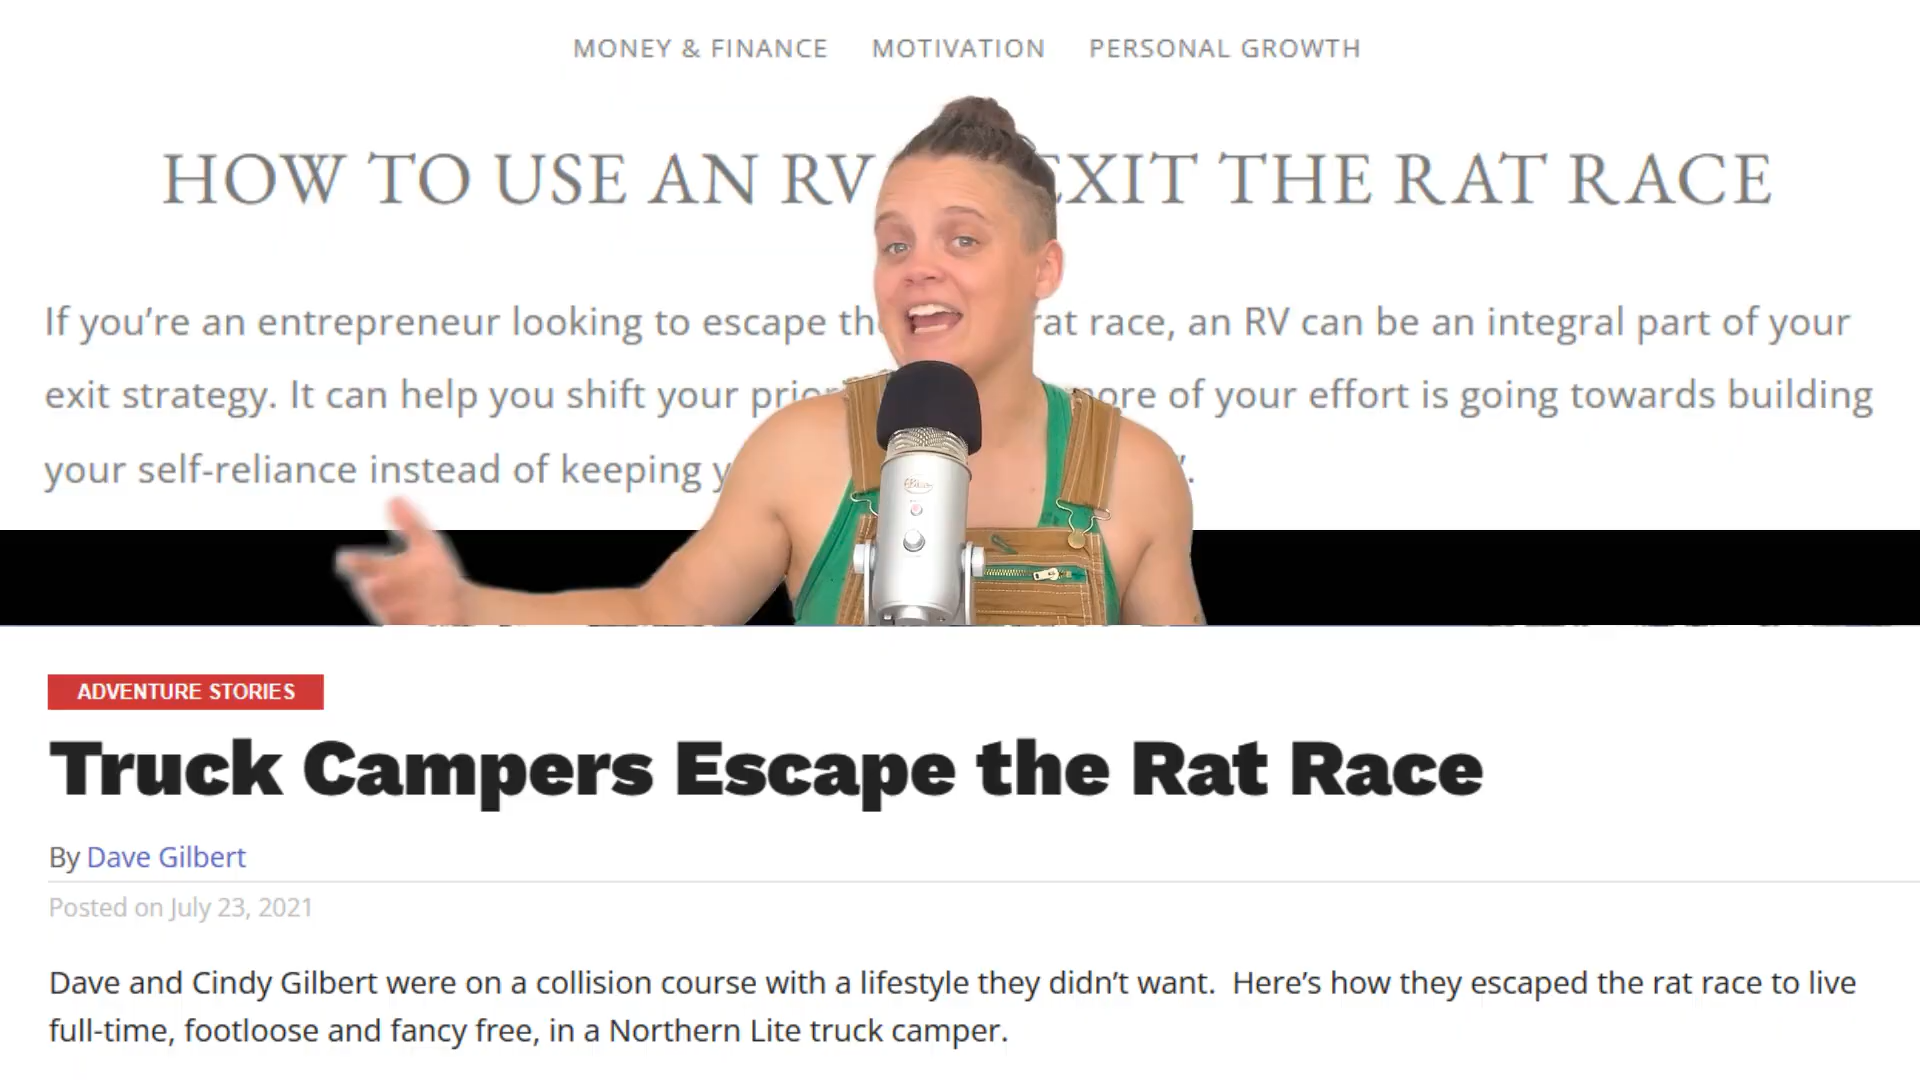 MONEY & FINANCE MOTIVATION PERSONAL GROWTH
HOW TO USE AN RV EXIT THE RAT RACE
If you’re an entrepreneur looking to escape rat race, an RV can be an integral part of your
exit strategy. It can help you shift your of your effort is going towards building
your self-reliance instead of keeping
ADVENTURE STORIES
Truck Campers Escape the Rat Race
By Dave Gilbert
Posted on July 23, 2021
Dave and Cindy Gilbert were on a collision course with a lifestyle they didn’t want. Here’s how they escaped the rat race to live
full-time, footloose and fancy free, in a Northern Lite truck camper.